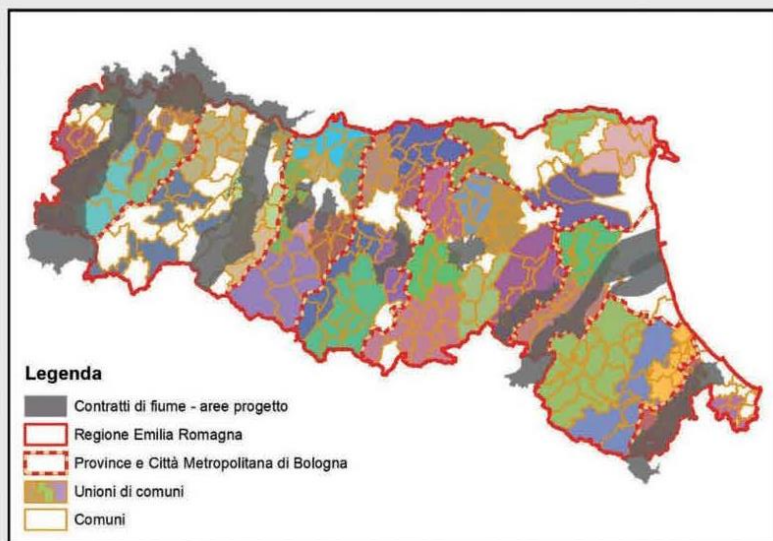 Legenda
Contratti di fiume - aree progetto
Regione Emilia Romagna
Province e Città Metropolitana di Bologna
Unioni di comuni
Comuni